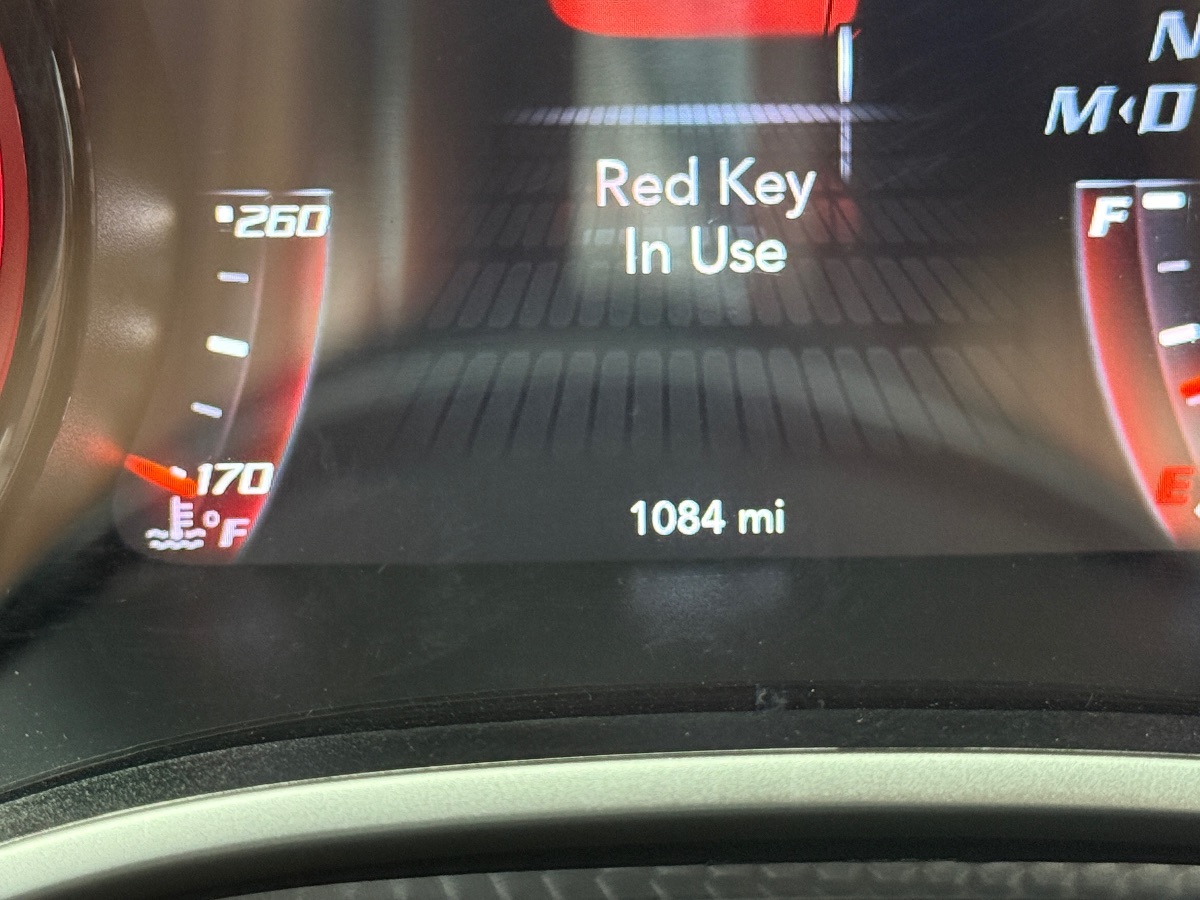 N
M‹D
Red Key
In Use
260
F
170
°F
E
1084 mi